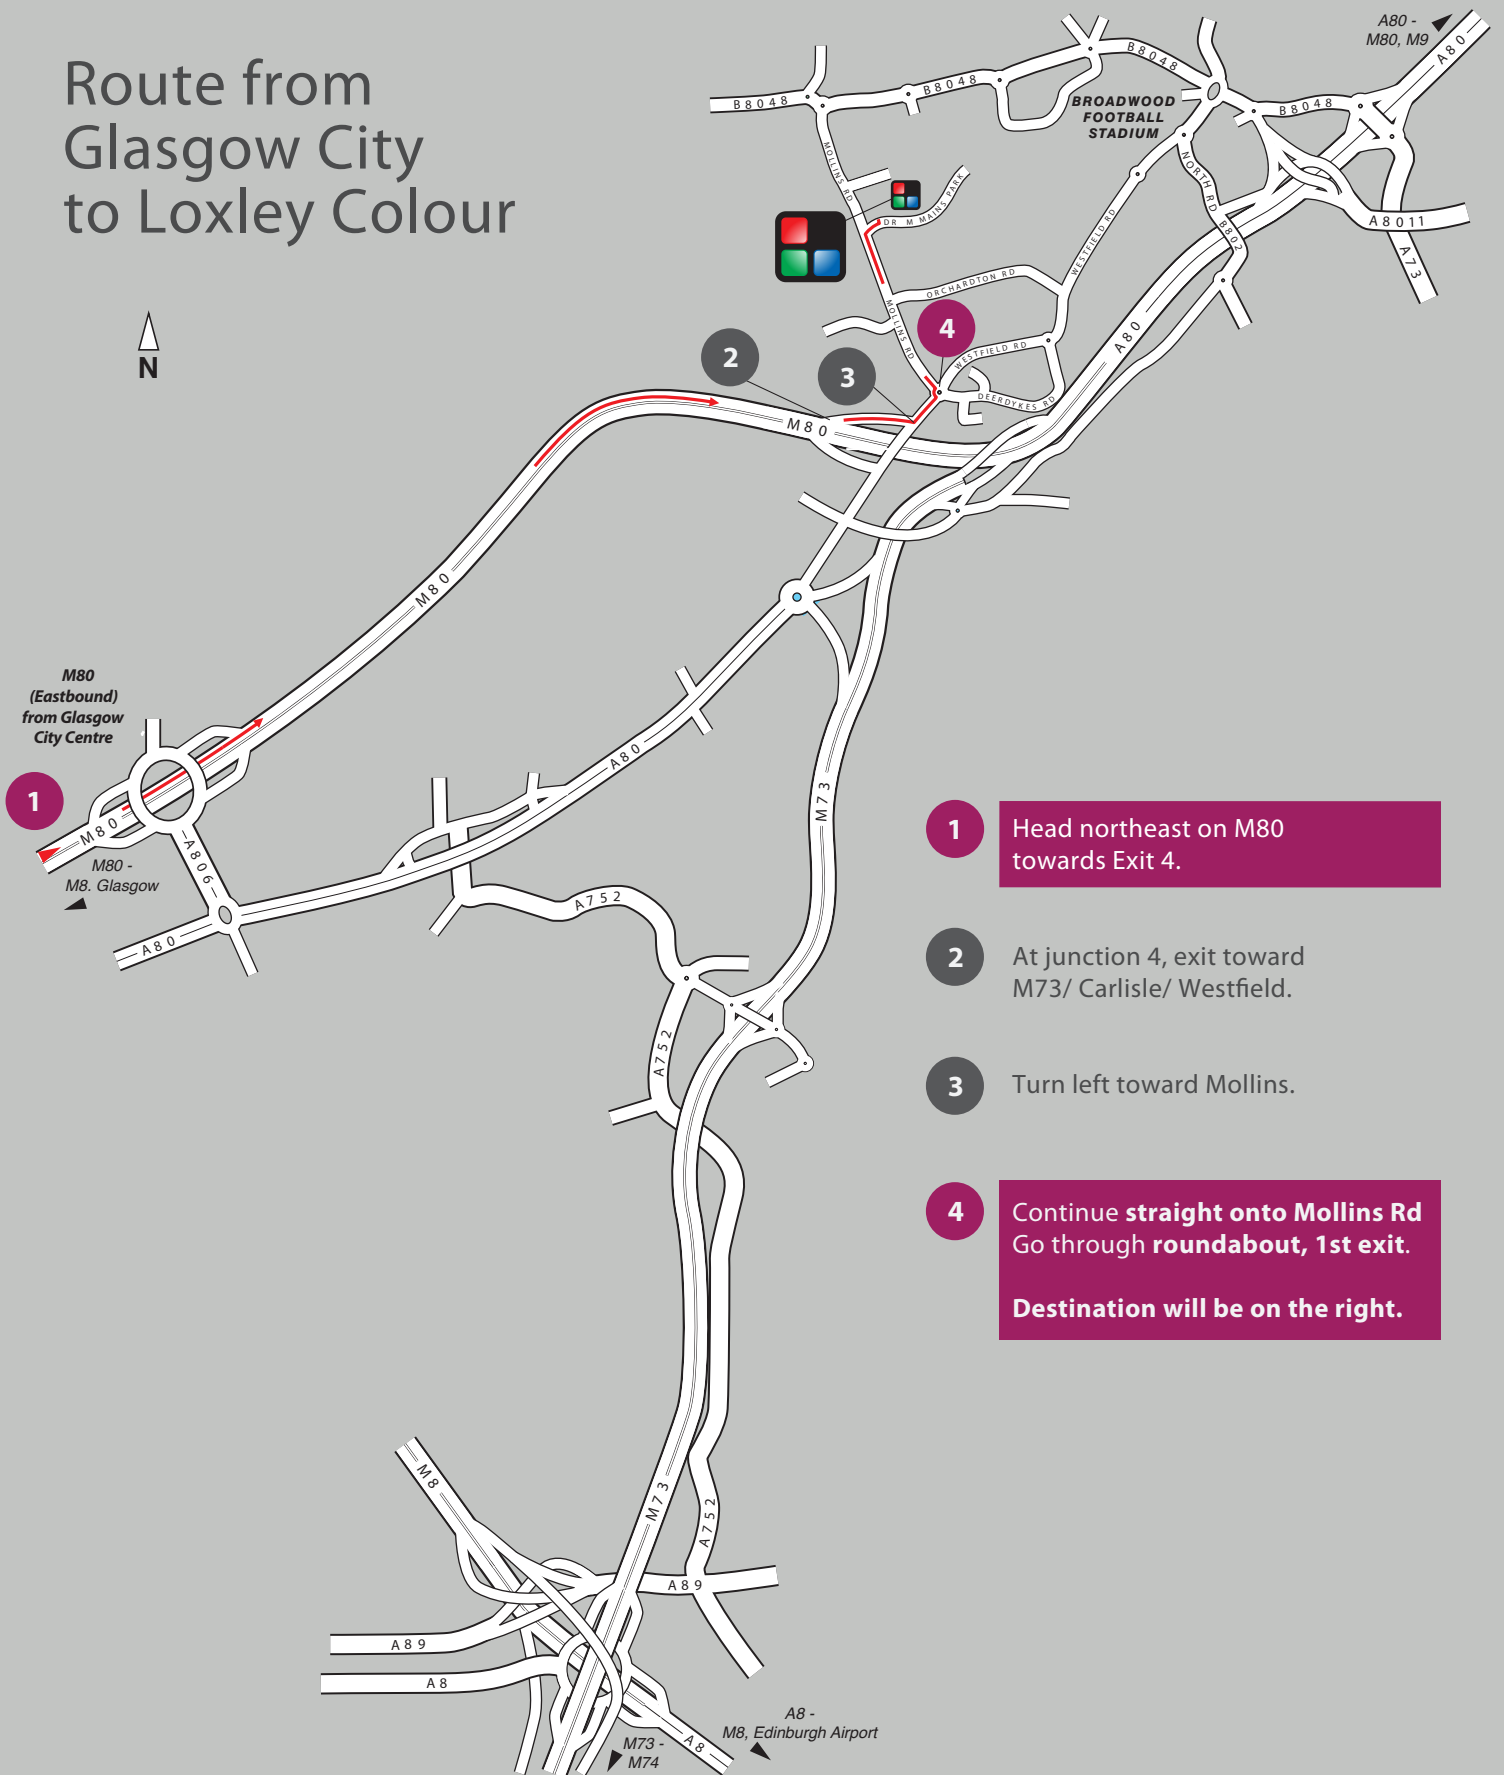 Route from
Glasgow City
to Loxley Colour
N
A80 -
M80, M9
A80
B8048
B8048
B8048
B8048
BROADWOOD
FOOTBALL
STADIUM
MOLLINS RD
DR M MAINS PARK
NORTH RD
B802
A8011
A73
WESTFIELD RD
ORCHARDTON RD
MOLLINS RD
4
WESTFIELD RD
DEERDYKES RD
A80
2
3
M80
M80
M80
(Eastbound)
from Glasgow
City Centre
1
M80
M80 -
M8. Glasgow
A806
A80
A80
M73
A752
A752
1
Head northeast on M80
towards Exit 4.
2
At junction 4, exit toward
M73/ Carlisle/ Westfield.
3
Turn left toward Mollins.
4
Continue straight onto Mollins Rd
Go through roundabout, 1st exit.
Destination will be on the right.
M8
M73
A752
A89
A89
A8
A8
A8 -
M8, Edinburgh Airport
M73 -
M74